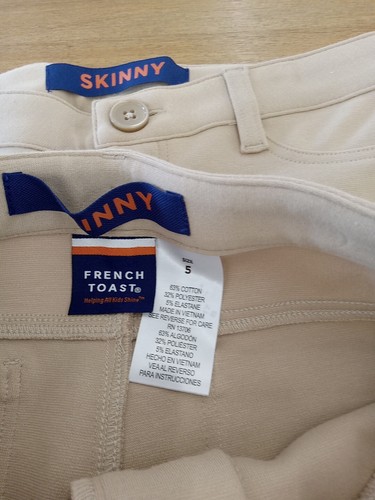 SKINNY
INNY
FRENCH
TOAST®
Helping All Kids Shine™
SIZE
5
63% COTTON
32% POLYESTER
5% ELASTANE
MADE IN VIETNAM
SEE REVERSE FOR CARE
RN 13706
63% ALGODÓN
32% POLIÉSTER
5% ELASTANO
HECHO EN VIETNAM
VEA AL REVERSO
PARA INSTRUCCIONES